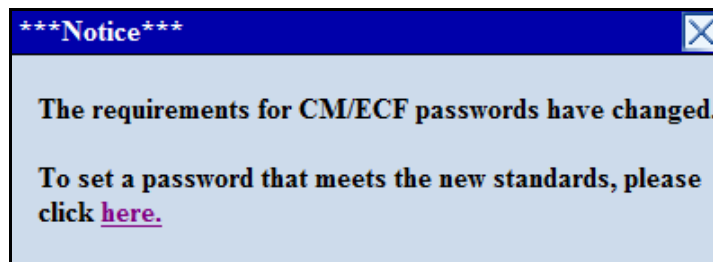 ***Notice***
The requirements for CM/ECF passwords have changed.
To set a password that meets the new standards, please
click here.